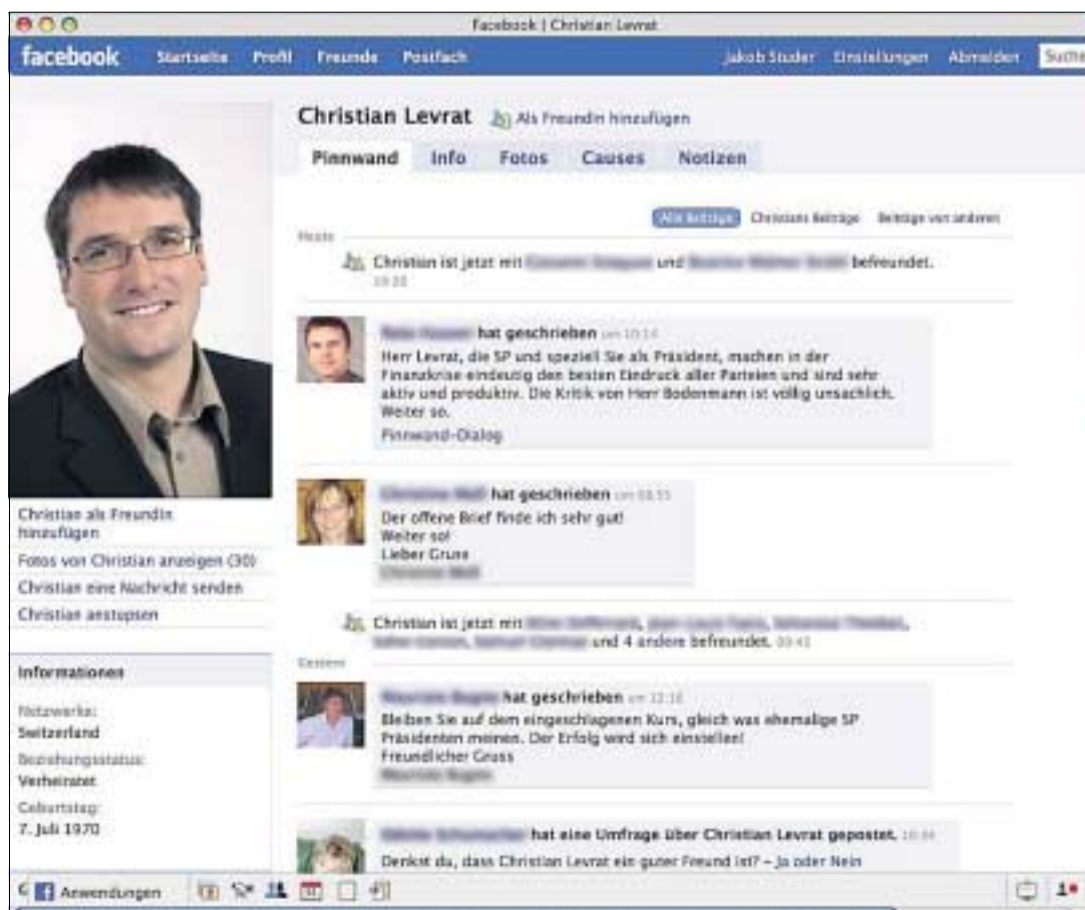 Facebook | Christian Levrat
facebook Startseite Profil Freunde Postfach Jakob Studer Einstellungen Abmelden Suche
Christian Levrat Als FreundIn hinzufügen
Pinnwand Info Fotos Causes Notizen
Alle Beiträge Christians Beiträge Beiträge von anderen
Heute
Christian ist jetzt mit und befreundet.
hat geschrieben um 10:14
Herr Levrat, die SP und speziell Sie als Präsident, machen in der
Finanzkrise eindeutig den besten Eindruck aller Parteien und sind sehr
aktiv und produktiv. Die Kritik von Herr Bodenmann ist völlig unsachlich.
Weiter so.
Pinnwand-Dialog
hat geschrieben um
Der offene Brief finde ich sehr gut!
Weiter so!
Lieber Gruss
Christian ist jetzt mit
und 4 andere befreundet.
Gestern
hat geschrieben um
Bleiben Sie auf dem eingeschlagenen Kurs, gleich was ehemalige SP
Präsidenten meinen. Der Erfolg wird sich einstellen!
Freundlicher Gruss
hat eine Umfrage über Christian Levrat gepostet.
Denkst du, dass Christian Levrat ein guter Freund ist? – Ja oder Nein
Christian als FreundIn
hinzufügen
Fotos von Christian anzeigen (30)
Christian eine Nachricht senden
Christian anstupsen
Informationen
Netzwerke:
Switzerland
Beziehungsstatus:
Verheiratet
Geburtstag:
7. Juli 1970
Anwendungen